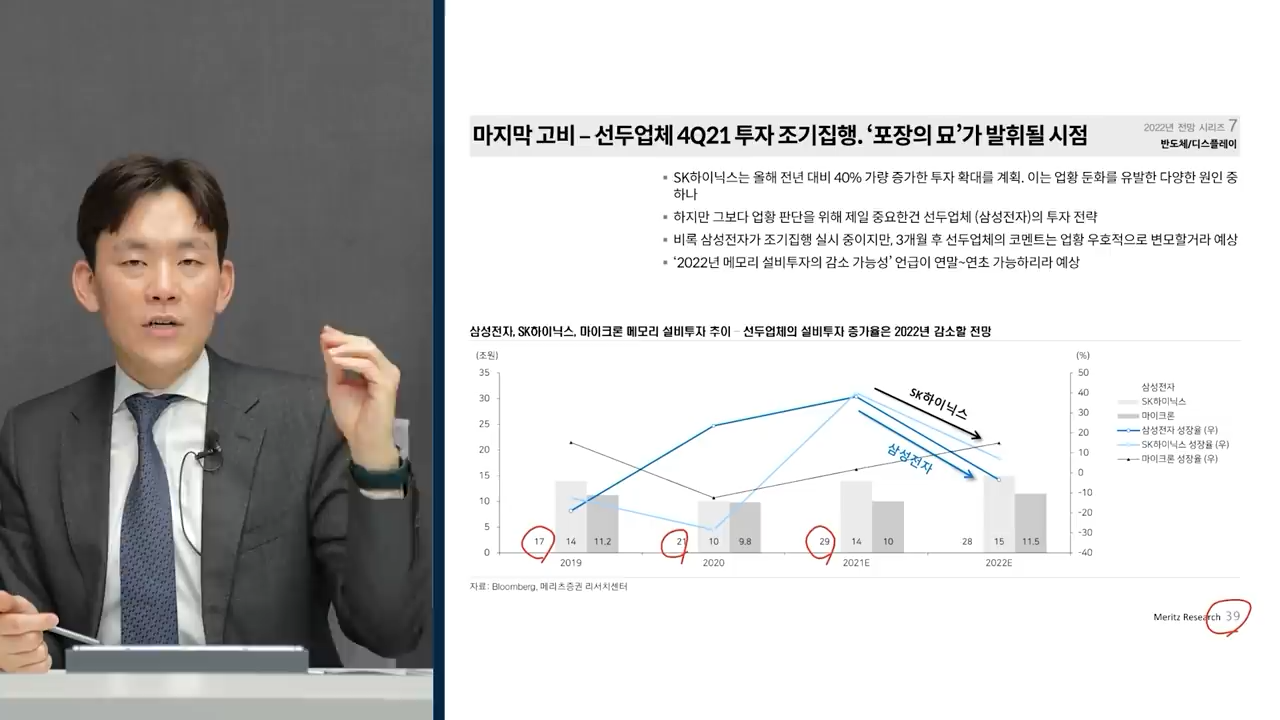 마지막 고비 – 선두업체 4Q21 투자 조기집행. ‘포장의 묘’가 발휘될 시점
2022년 전망 시리즈 7
반도체/디스플레이
▪ SK하이닉스는 올해 전년 대비 40% 가량 증가한 투자 확대를 계획. 이는 업황 둔화를 유발한 다양한 원인 중
하나
▪ 하지만 그보다 업황 판단을 위해 제일 중요한건 선두업체 (삼성전자)의 투자 전략
▪ 비록 삼성전자가 조기집행 실시 중이지만, 3개월 후 선두업체의 코멘트는 업황 우호적으로 변모할거라 예상
▪ ‘2022년 메모리 설비투자의 감소 가능성’ 언급이 연말~연초 가능하리라 예상
삼성전자, SK하이닉스, 마이크론 메모리 설비투자 추이 – 선두업체의 설비투자 증가율은 2022년 감소할 전망
(조원)
(%)
35
30
25
20
15
10
5
0
50
40
30
20
10
0
-10
-20
-30
-40
SK하이닉스
삼성전자
17 14 11.2
21 10 9.8
29 14 10
28 15 11.5
2019 2020 2021E 2022E
삼성전자
SK하이닉스
마이크론
삼성전자 성장율 (우)
SK하이닉스 성장율 (우)
마이크론 성장율 (우)
자료: Bloomberg, 메리츠증권 리서치센터
Meritz Research 39